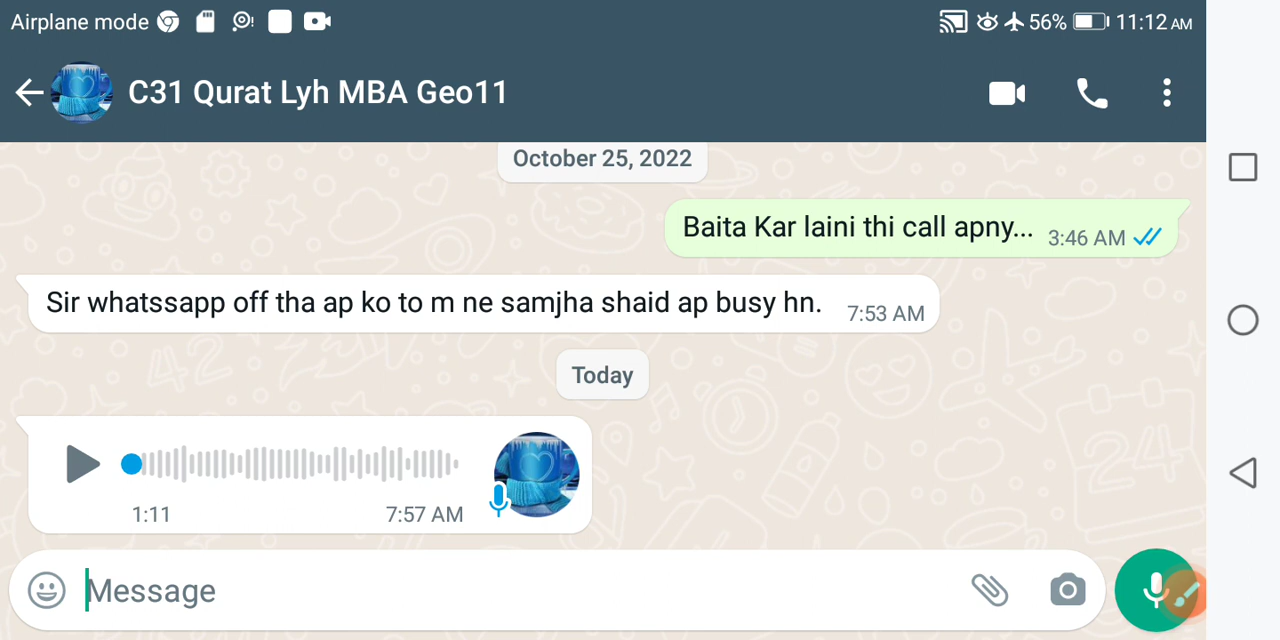 Airplane mode 56% 11:12 AM
C31 Qurat Lyh MBA Geo11
October 25, 2022
Baita Kar laini thi call apny... 3:46 AM
Sir whatssapp off tha ap ko to m ne samjha shaid ap busy hn. 7:53 AM
Today
1:11 7:57 AM
Message